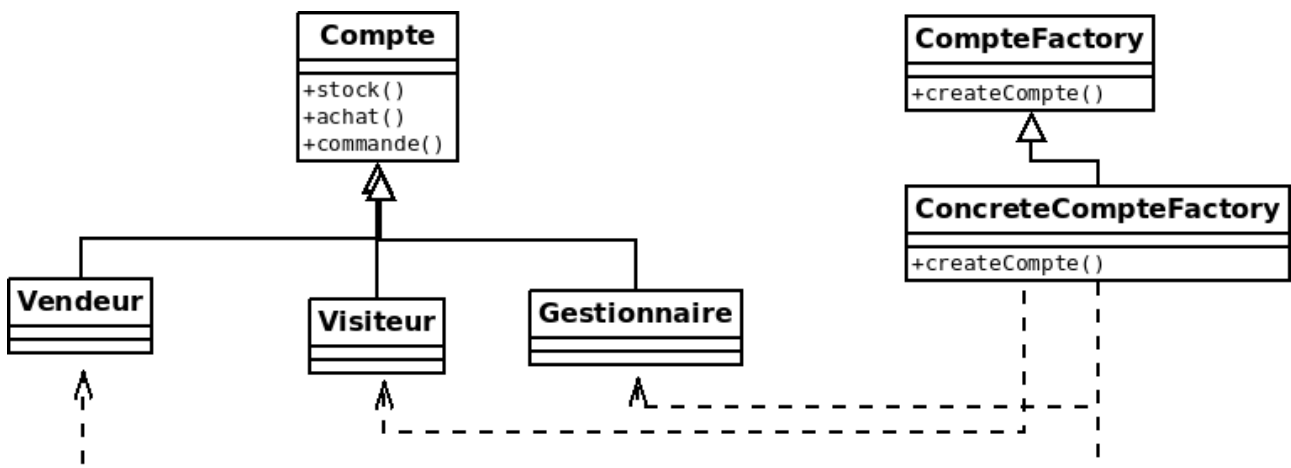 Compte
+stock()
+achat()
+commande()
CompteFactory
+createCompte()
ConcreteCompteFactory
+createCompte()
Vendeur
Visiteur
Gestionnaire